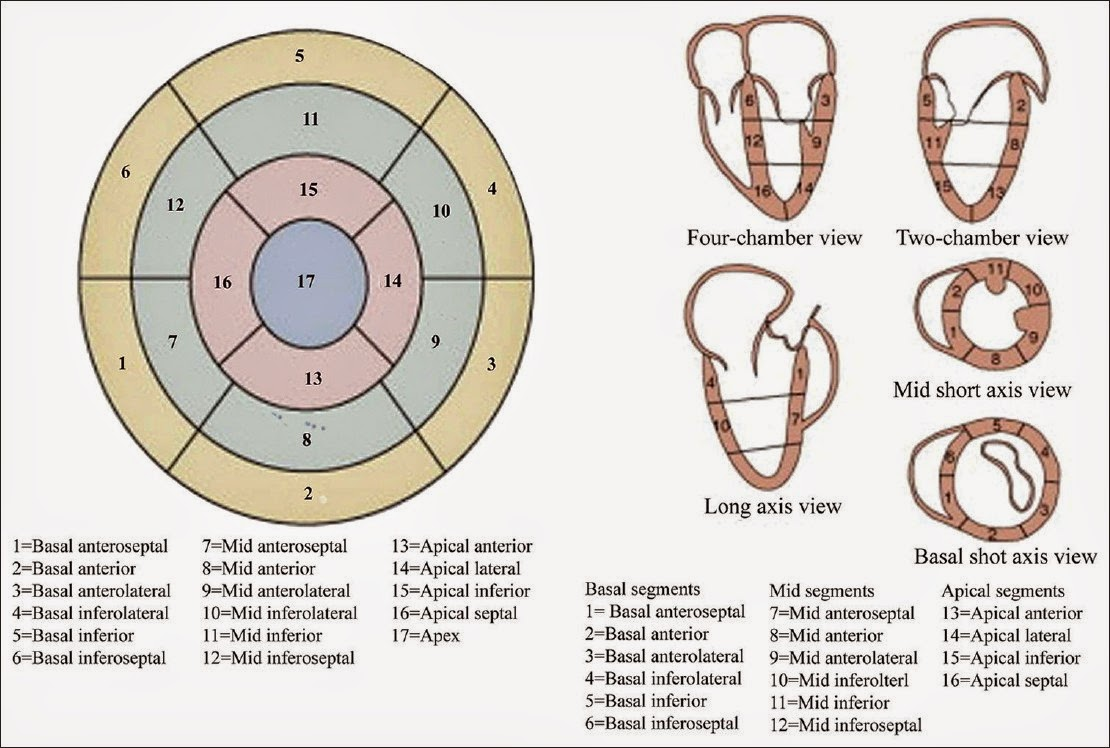 5
11
6
4
15
12
10
16
17
14
7
9
1
3
13
8
2
1=Basal anteroseptal
2=Basal anterior
3=Basal anterolateral
4=Basal inferolateral
5=Basal inferior
6=Basal inferoseptal
7=Mid anteroseptal
8=Mid anterior
9=Mid anterolateral
10=Mid inferolateral
11=Mid inferior
12=Mid inferoseptal
13=Apical anterior
14=Apical lateral
15=Apical inferior
16=Apical septal
17=Apex
6 3
12 9
16 14
Four-chamber view
5 2
11 8
15 13
Two-chamber view
4 1
10 7
Long axis view
11
2 10
1 9
8
Mid short axis view
5
6 4
1 3
2
Basal shot axis view
Basal segments
1= Basal anteroseptal
2=Basal anterior
3=Basal anterolateral
4=Basal inferolateral
5=Basal inferior
6=Basal inferoseptal
Mid segments
7=Mid anteroseptal
8=Mid anterior
9=Mid anterolateral
10=Mid inferolterl
11=Mid inferior
12=Mid inferoseptal
Apical segments
13=Apical anterior
14=Apical lateral
15=Apical inferior
16=Apical septal